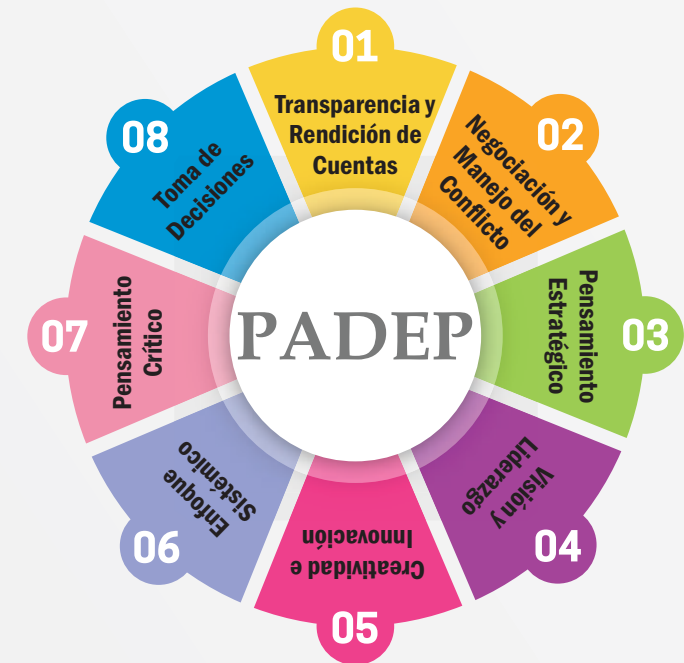 01
Transparencia y
Rendición de
Cuentas
02
Negociación y
Manejo del
Conflicto
03
Pensamiento
Estratégico
04
Visión y
Liderazgo
05
Creatividad e
Innovación
06
Enfoque
Sistémico
07
Pensamiento
Crítico
08
Toma de
Decisiones
PADEP